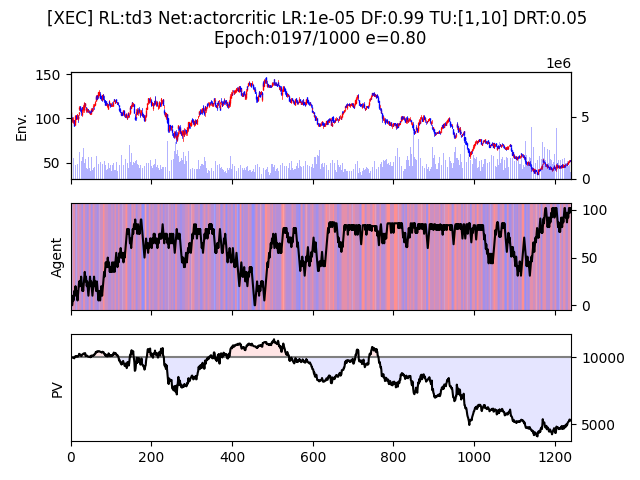 [XEC] RL:td3 Net:actorcritic LR:1e-05 DF:0.99 TU:[1,10] DRT:0.05
Epoch:0197/1000 e=0.80
1e6
150
100
50
Env.
5
0
Agent
100
50
0
PV
10000
5000
0 200 400 600 800 1000 1200